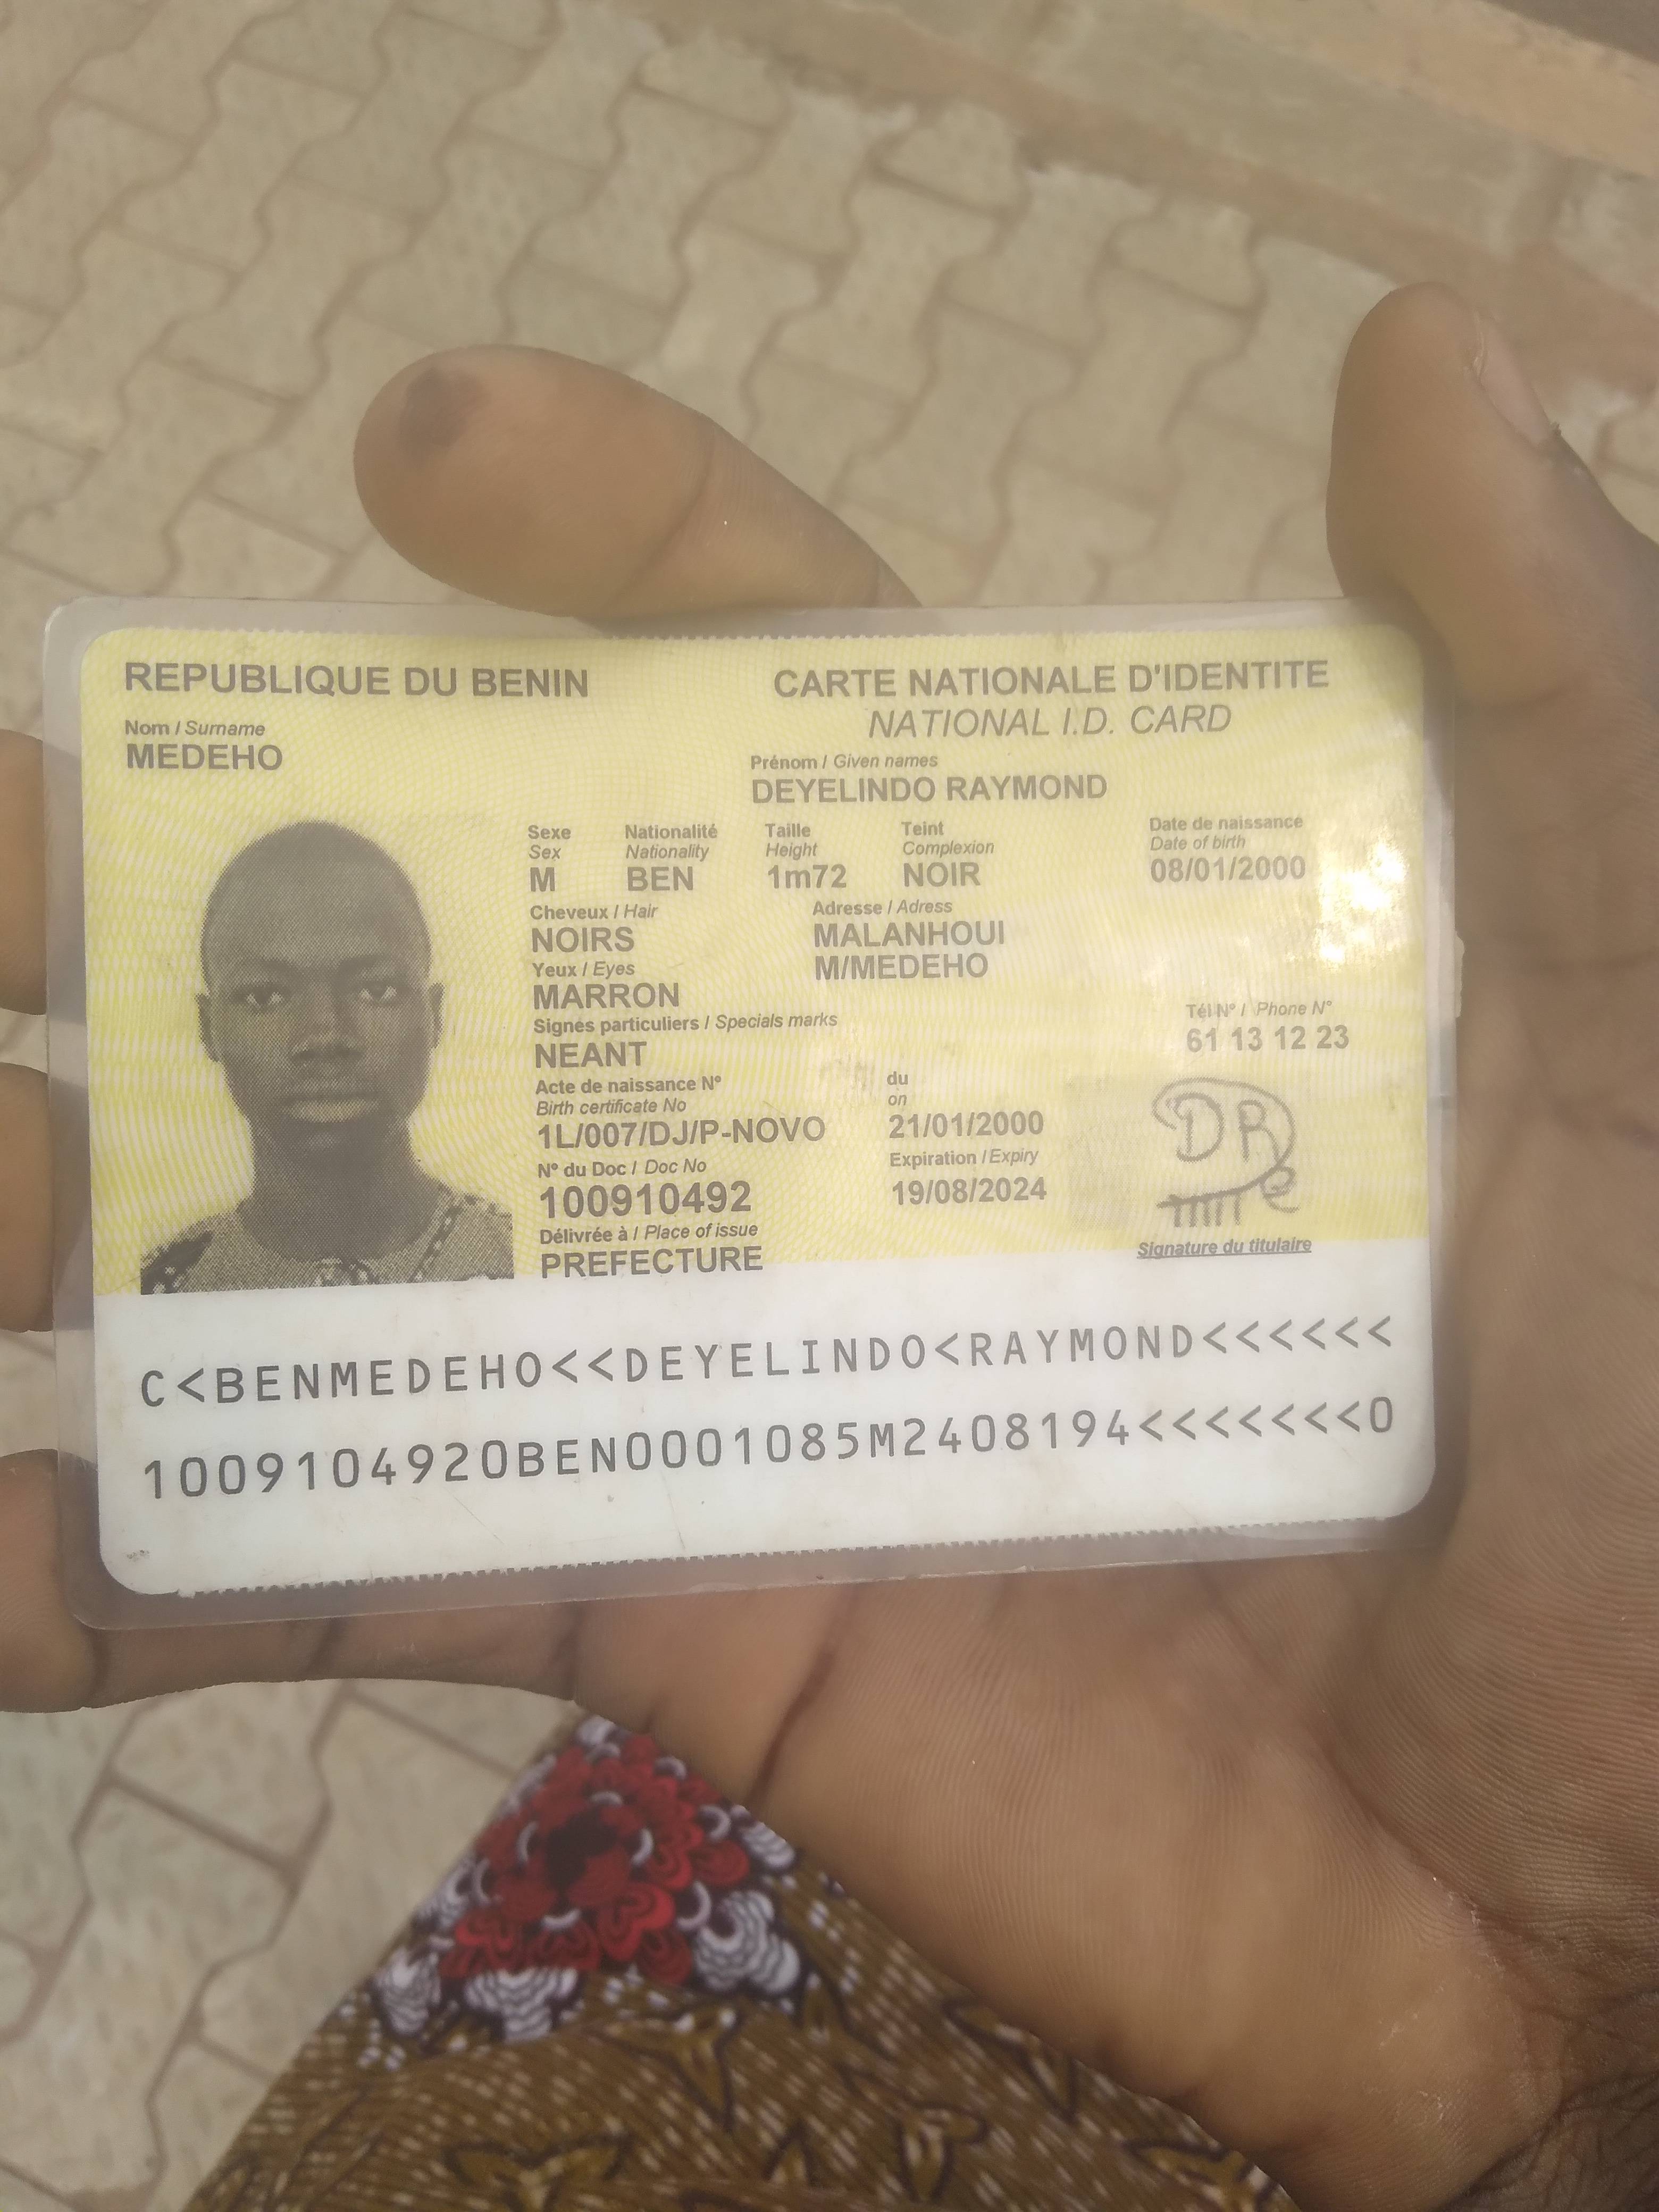 REPUBLIQUE DU BENIN
CARTE NATIONALE D'IDENTITE
NATIONAL I.D. CARD
Nom / Surname
MEDEHO
Prénom / Given names
DEYELINDO RAYMOND
Sexe Nationalité Taille Teint Date de naissance
Sex Nationality Height Complexion Date of birth
M BEN 1m72 NOIR 08/01/2000
Cheveux / Hair Adresse / Adress
NOIRS MALANHOUI
Yeux / Eyes M/MEDEHO
MARRON
Signes particuliers / Specials marks Tél N° / Phone N°
NEANT 61 13 12 23
Acte de naissance N° du
Birth certificate No on
1L/007/DJ/P-NOVO 21/01/2000
N° du Doc / Doc No Expiration / Expiry
100910492 19/08/2024
Délivrée à / Place of issue
PREFECTURE
DR
Signature du titulaire
C<BENMEDEHO<<DEYELINDO<RAYMOND<<<<<<
1009104920BEN0001085M2408194<<<<<<<0